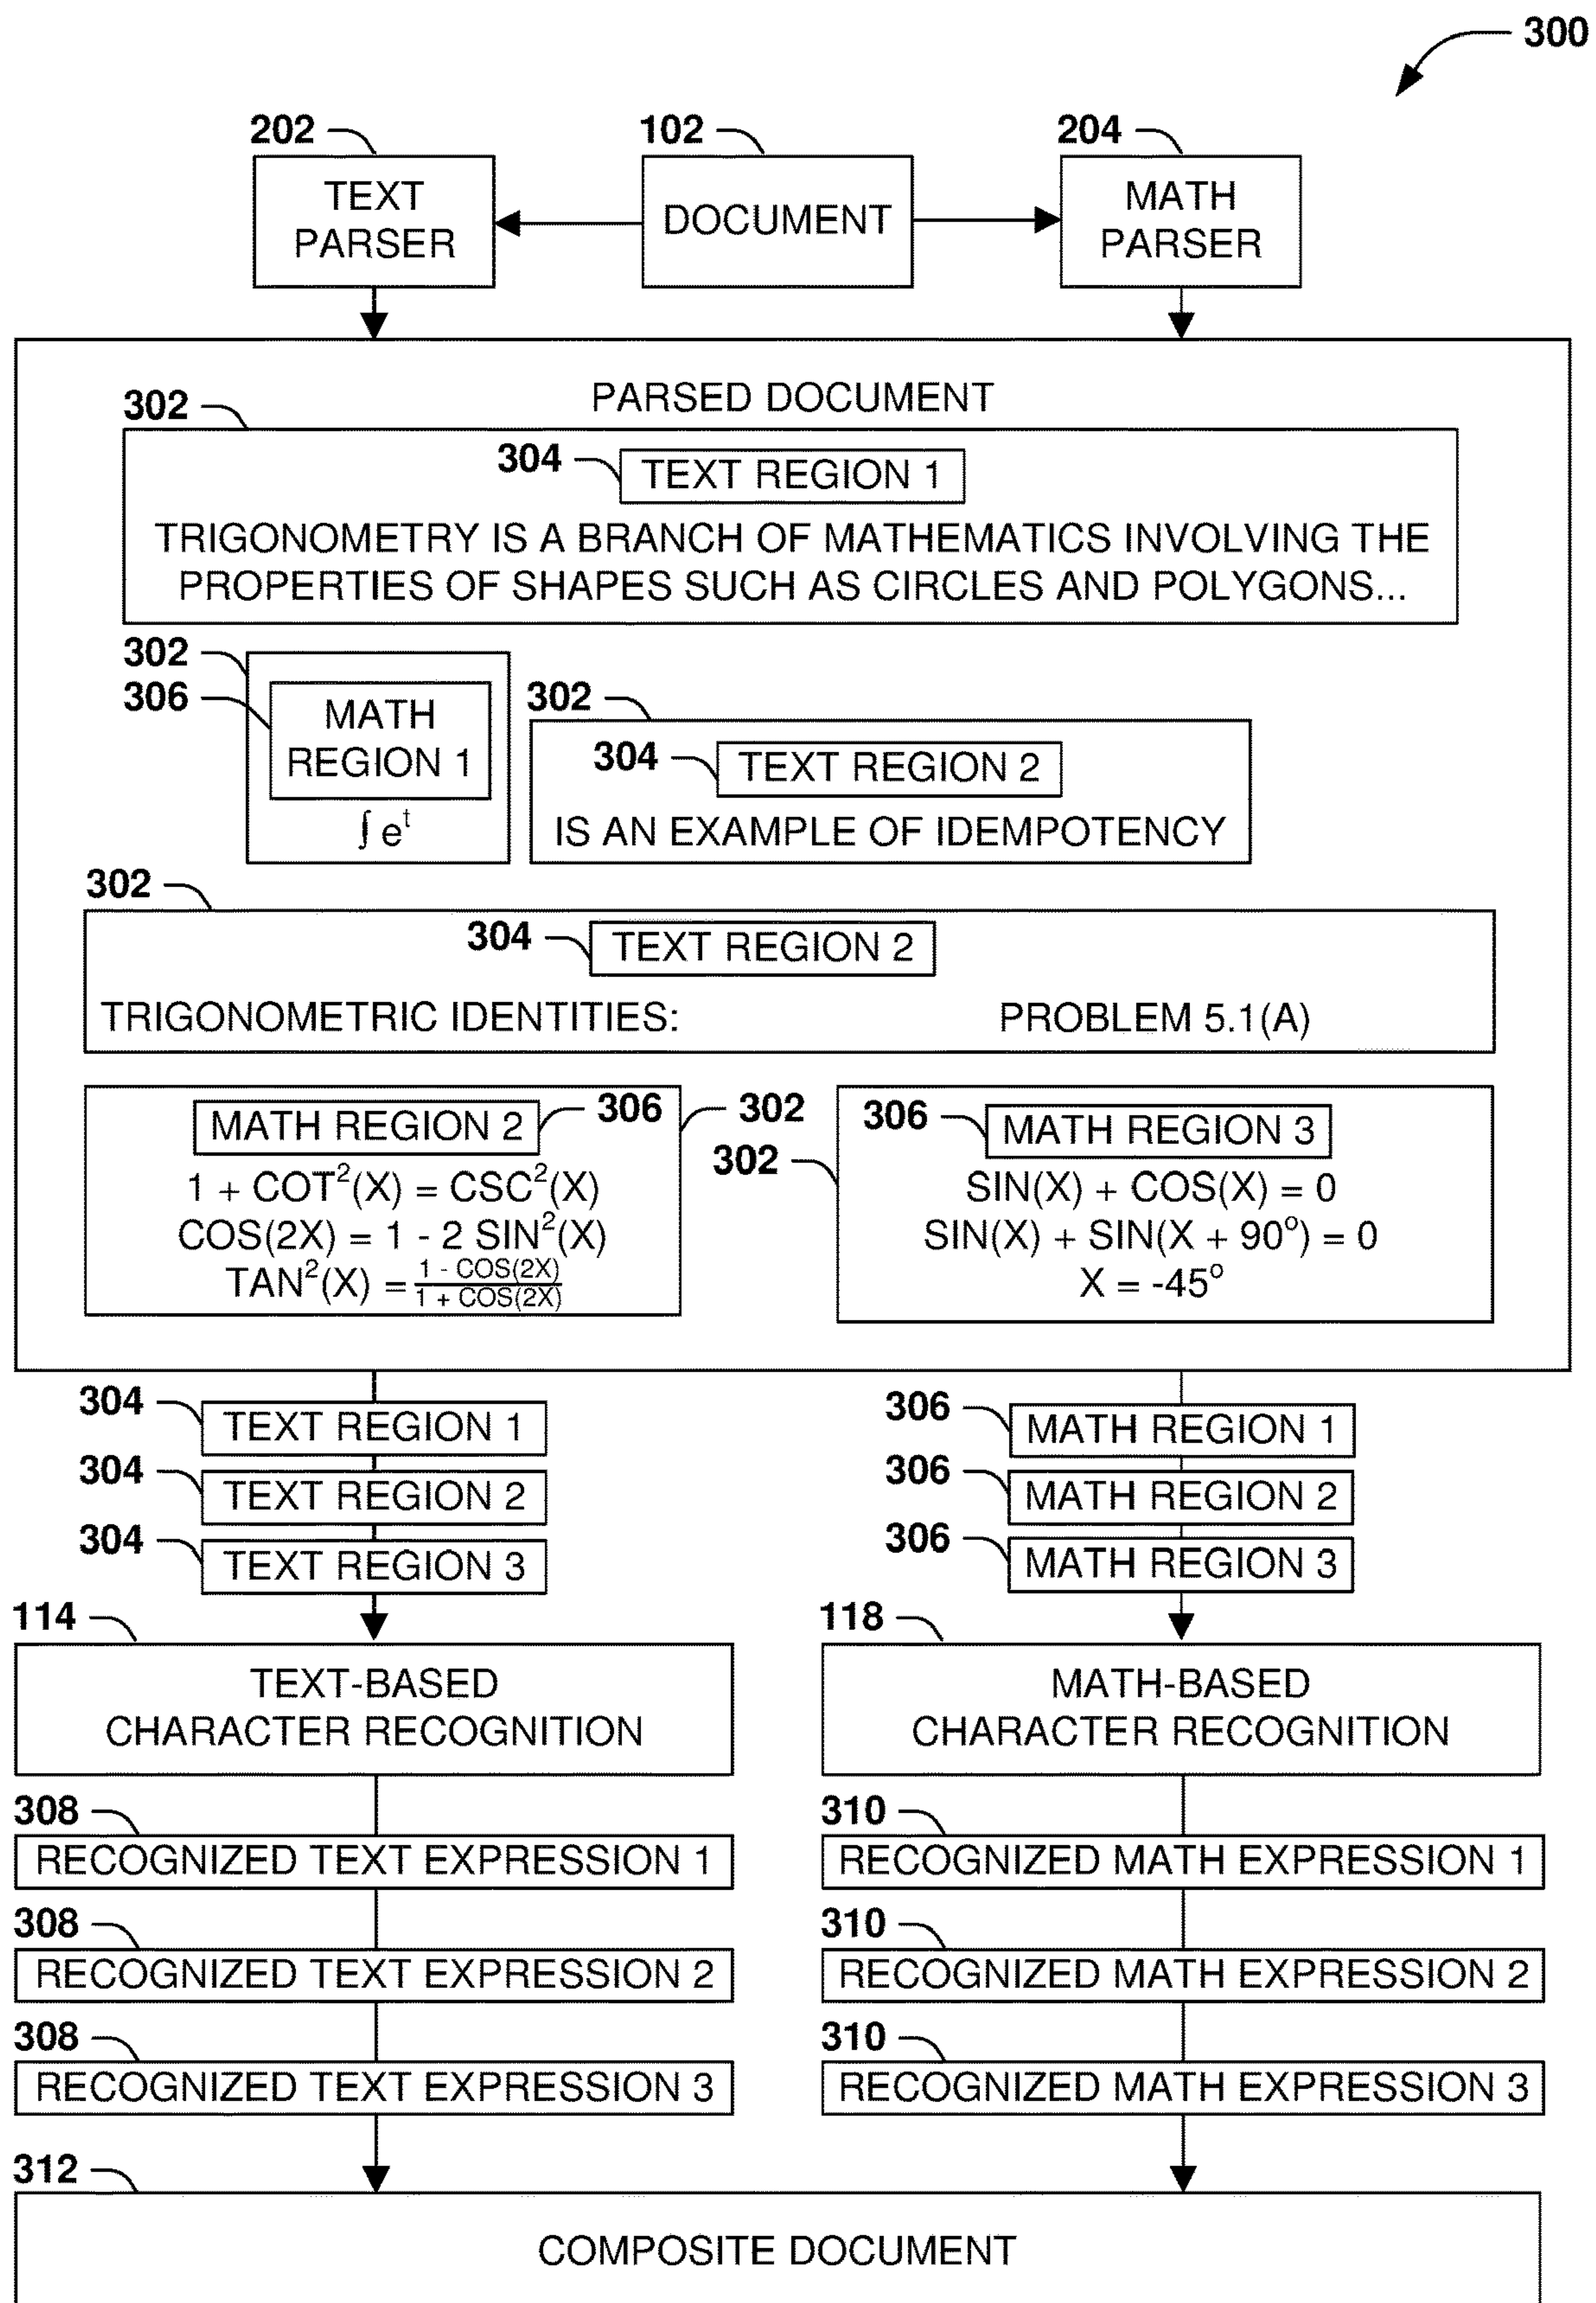 300
202
102
204
TEXT
PARSER
DOCUMENT
MATH
PARSER
PARSED DOCUMENT
302
304
TEXT REGION 1
TRIGONOMETRY IS A BRANCH OF MATHEMATICS INVOLVING THE
PROPERTIES OF SHAPES SUCH AS CIRCLES AND POLYGONS...
302
306
MATH
REGION 1
∫ eᵗ
302
304
TEXT REGION 2
IS AN EXAMPLE OF IDEMPOTENCY
302
304
TEXT REGION 2
TRIGONOMETRIC IDENTITIES: PROBLEM 5.1(A)
MATH REGION 2
306
302
1 + COT²(X) = CSC²(X)
COS(2X) = 1 - 2 SIN²(X)
TAN²(X) = 1 - COS(2X)
1 + COS(2X)
302
306
MATH REGION 3
SIN(X) + COS(X) = 0
SIN(X) + SIN(X + 90º) = 0
X = -45º
304
TEXT REGION 1
304
TEXT REGION 2
304
TEXT REGION 3
306
MATH REGION 1
306
MATH REGION 2
306
MATH REGION 3
114
TEXT-BASED
CHARACTER RECOGNITION
118
MATH-BASED
CHARACTER RECOGNITION
308
RECOGNIZED TEXT EXPRESSION 1
308
RECOGNIZED TEXT EXPRESSION 2
308
RECOGNIZED TEXT EXPRESSION 3
310
RECOGNIZED MATH EXPRESSION 1
310
RECOGNIZED MATH EXPRESSION 2
310
RECOGNIZED MATH EXPRESSION 3
312
COMPOSITE DOCUMENT